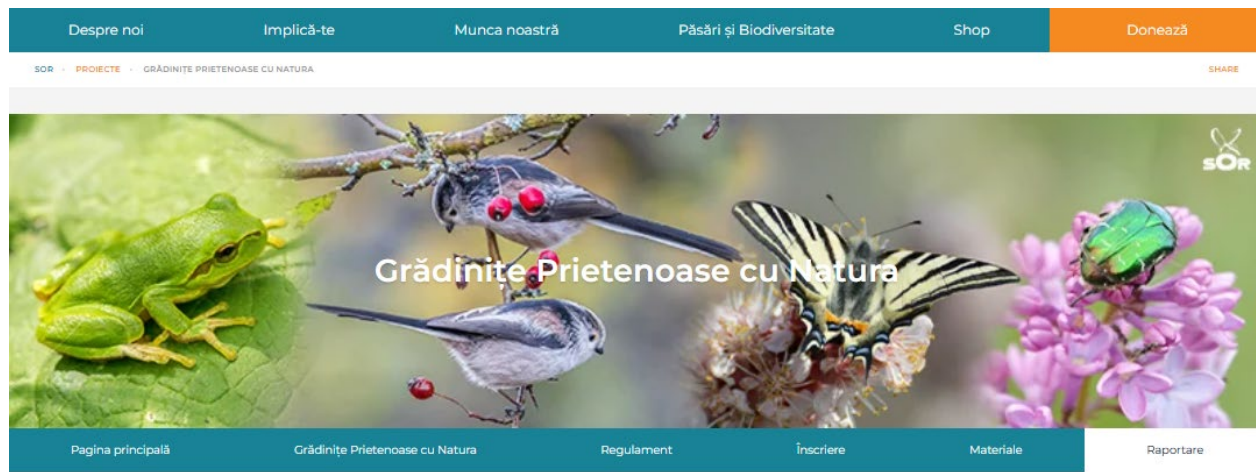 Despre noi Implică-te Munca noastră Păsări și Biodiversitate Shop Donează
SOR - PROIECTE - GRĂDINIȚE PRIETENOASE CU NATURA SHARE
SOR
Grădinițe Prietenoase cu Natura
Pagina principală Grădinițe Prietenoase cu Natura Regulament Înscriere Materiale Raportare